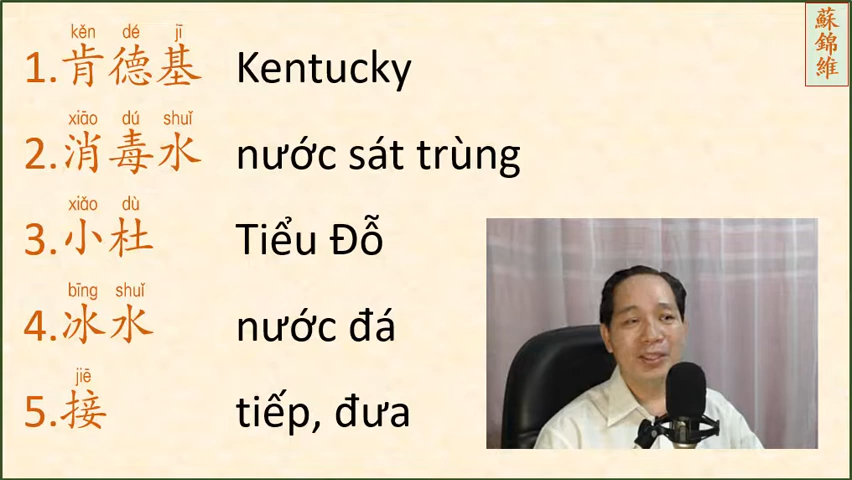 kěn dé jī
1.肯德基 Kentucky
xiāo dú shuǐ
2.消毒水 nước sát trùng
xiǎo dù
3.小杜 Tiểu Đỗ
bīng shuǐ
4.冰水 nước đá
jiē
5.接 tiếp, đưa
蘇錦維